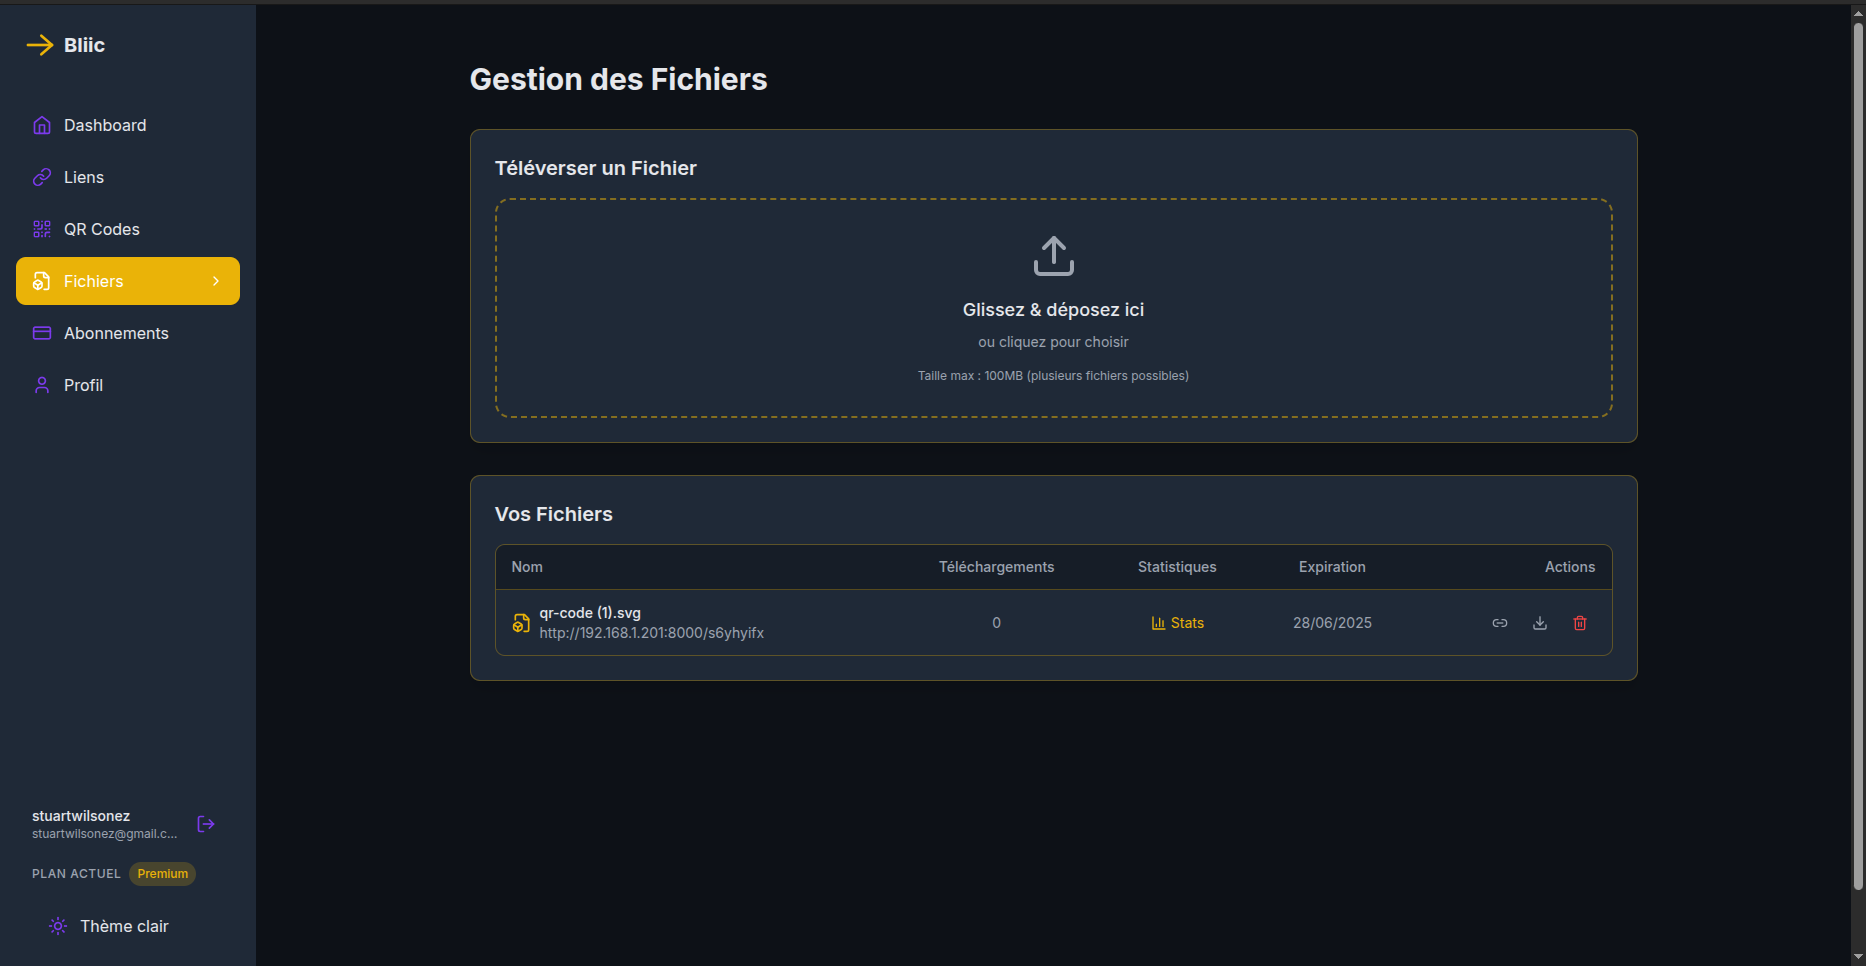 Bliic
Dashboard
Liens
QR Codes
Fichiers
Abonnements
Profil
stuartwilsonez
stuartwilsonez@gmail.c...
PLAN ACTUEL Premium
Thème clair
Gestion des Fichiers
Téléverser un Fichier
Glissez & déposez ici
ou cliquez pour choisir
Taille max : 100MB (plusieurs fichiers possibles)
Vos Fichiers
Nom Téléchargements Statistiques Expiration Actions
qr-code (1).svg
http://192.168.1.201:8000/s6yhyifx
0 Stats 28/06/2025